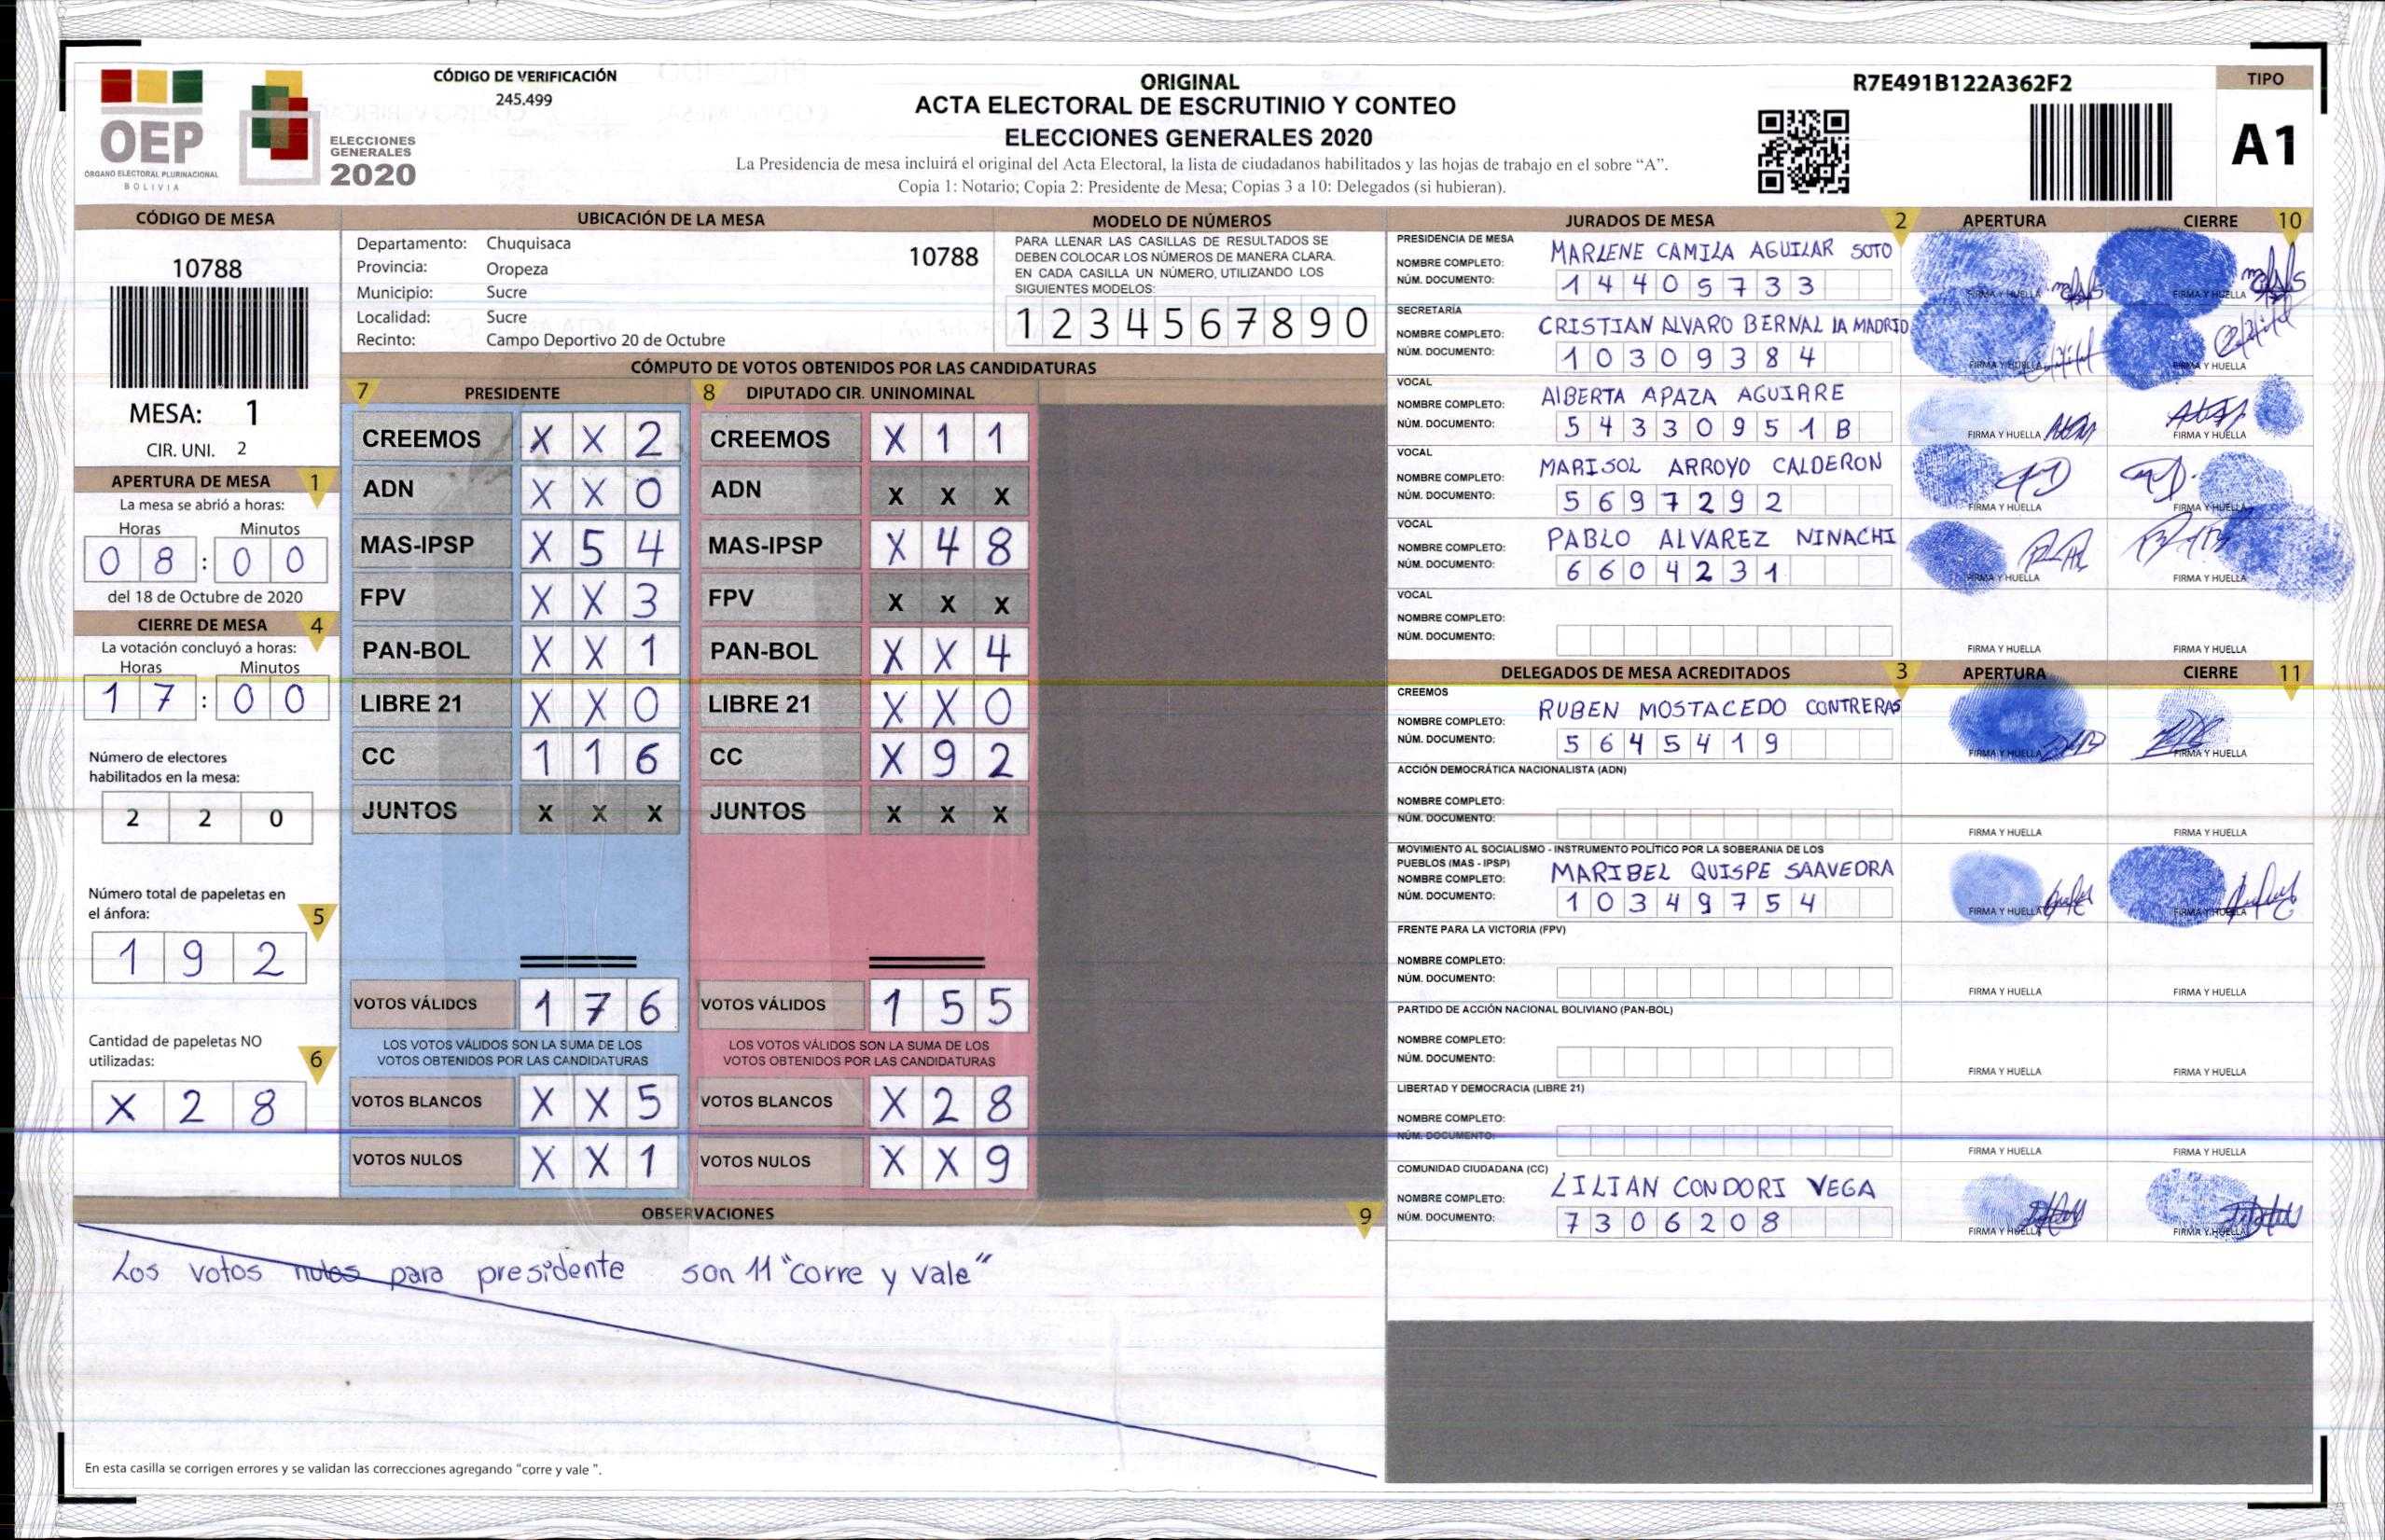 OEP
ÓRGANO ELECTORAL PLURINACIONAL
BOLIVIA
ELECCIONES
GENERALES
2020
CÓDIGO DE VERIFICACIÓN
245.499
ORIGINAL
ACTA ELECTORAL DE ESCRUTINIO Y CONTEO
ELECCIONES GENERALES 2020
La Presidencia de mesa incluirá el original del Acta Electoral, la lista de ciudadanos habilitados y las hojas de trabajo en el sobre “A”.
Copia 1: Notario; Copia 2: Presidente de Mesa; Copias 3 a 10: Delegados (si hubieran).
R7E491B122A362F2
TIPO
A1
CÓDIGO DE MESA
10788
MESA: 1
CIR. UNI. 2
APERTURA DE MESA 1
La mesa se abrió a horas:
Horas Minutos
0 8 : 0 0
del 18 de Octubre de 2020
CIERRE DE MESA 4
La votación concluyó a horas:
Horas Minutos
1 7 : 0 0
Número de electores
habilitados en la mesa:
2 2 0
Número total de papeletas en
el ánfora: 5
1 9 2
Cantidad de papeletas NO
utilizadas: 6
X 2 8
UBICACIÓN DE LA MESA
Departamento: Chuquisaca 10788
Provincia: Oropeza
Municipio: Sucre
Localidad: Sucre
Recinto: Campo Deportivo 20 de Octubre
MODELO DE NÚMEROS
PARA LLENAR LAS CASILLAS DE RESULTADOS SE
DEBEN COLOCAR LOS NÚMEROS DE MANERA CLARA.
EN CADA CASILLA UN NÚMERO, UTILIZANDO LOS
SIGUIENTES MODELOS:
1 2 3 4 5 6 7 8 9 0
CÓMPUTO DE VOTOS OBTENIDOS POR LAS CANDIDATURAS
7 PRESIDENTE 8 DIPUTADO CIR. UNINOMINAL
CREEMOS X X 2 CREEMOS X 1 1
ADN X X 0 ADN X X X
MAS-IPSP X 5 4 MAS-IPSP X 4 8
FPV X X 3 FPV X X X
PAN-BOL X X 1 PAN-BOL X X 4
LIBRE 21 X X 0 LIBRE 21 X X 0
CC 1 1 6 CC X 9 2
JUNTOS X X X JUNTOS X X X
VOTOS VÁLIDOS 1 7 6 VOTOS VÁLIDOS 1 5 5
LOS VOTOS VÁLIDOS SON LA SUMA DE LOS LOS VOTOS VÁLIDOS SON LA SUMA DE LOS
VOTOS OBTENIDOS POR LAS CANDIDATURAS VOTOS OBTENIDOS POR LAS CANDIDATURAS
VOTOS BLANCOS X X 5 VOTOS BLANCOS X 2 8
VOTOS NULOS X X 1 VOTOS NULOS X X 9
OBSERVACIONES 9
Los votos nulos para presidente son 11 "corre y vale"
En esta casilla se corrigen errores y se validan las correcciones agregando "corre y vale ".
JURADOS DE MESA 2 APERTURA CIERRE 10
PRESIDENCIA DE MESA
NOMBRE COMPLETO: MARLENE CAMILA AGUILAR SOTO
NÚM. DOCUMENTO: 1 4 4 0 5 7 3 3
FIRMA Y HUELLA FIRMA Y HUELLA
SECRETARÍA
NOMBRE COMPLETO: CRISTIAN ALVARO BERNAL LA MADRID
NÚM. DOCUMENTO: 1 0 3 0 9 3 8 4
FIRMA Y HUELLA FIRMA Y HUELLA
VOCAL
NOMBRE COMPLETO: AlBERTA APAZA AGUIRRE
NÚM. DOCUMENTO: 5 4 3 3 0 9 5 1 B
FIRMA Y HUELLA FIRMA Y HUELLA
VOCAL
NOMBRE COMPLETO: MARISOL ARROYO CALDERON
NÚM. DOCUMENTO: 5 6 9 7 2 9 2
FIRMA Y HUELLA FIRMA Y HUELLA
VOCAL
NOMBRE COMPLETO: PABLO ALVAREZ NINACHI
NÚM. DOCUMENTO: 6 6 0 4 2 3 1
FIRMA Y HUELLA FIRMA Y HUELLA
VOCAL
NOMBRE COMPLETO:
NÚM. DOCUMENTO:
FIRMA Y HUELLA FIRMA Y HUELLA
DELEGADOS DE MESA ACREDITADOS 3 APERTURA CIERRE 11
CREEMOS
NOMBRE COMPLETO: RUBEN MOSTACEDO CONTRERAS
NÚM. DOCUMENTO: 5 6 4 5 4 1 9
FIRMA Y HUELLA FIRMA Y HUELLA
ACCIÓN DEMOCRÁTICA NACIONALISTA (ADN)
NOMBRE COMPLETO:
NÚM. DOCUMENTO:
FIRMA Y HUELLA FIRMA Y HUELLA
MOVIMIENTO AL SOCIALISMO - INSTRUMENTO POLÍTICO POR LA SOBERANIA DE LOS
PUEBLOS (MAS - IPSP)
NOMBRE COMPLETO: MARIBEL QUISPE SAAVEDRA
NÚM. DOCUMENTO: 1 0 3 4 9 7 5 4
FIRMA Y HUELLA FIRMA Y HUELLA
FRENTE PARA LA VICTORIA (FPV)
NOMBRE COMPLETO:
NÚM. DOCUMENTO:
FIRMA Y HUELLA FIRMA Y HUELLA
PARTIDO DE ACCIÓN NACIONAL BOLIVIANO (PAN-BOL)
NOMBRE COMPLETO:
NÚM. DOCUMENTO:
FIRMA Y HUELLA FIRMA Y HUELLA
LIBERTAD Y DEMOCRACIA (LIBRE 21)
NOMBRE COMPLETO:
NÚM. DOCUMENTO:
FIRMA Y HUELLA FIRMA Y HUELLA
COMUNIDAD CIUDADANA (CC)
NOMBRE COMPLETO: LILIAN CONDORI VEGA
NÚM. DOCUMENTO: 7 3 0 6 2 0 8
FIRMA Y HUELLA FIRMA Y HUELLA